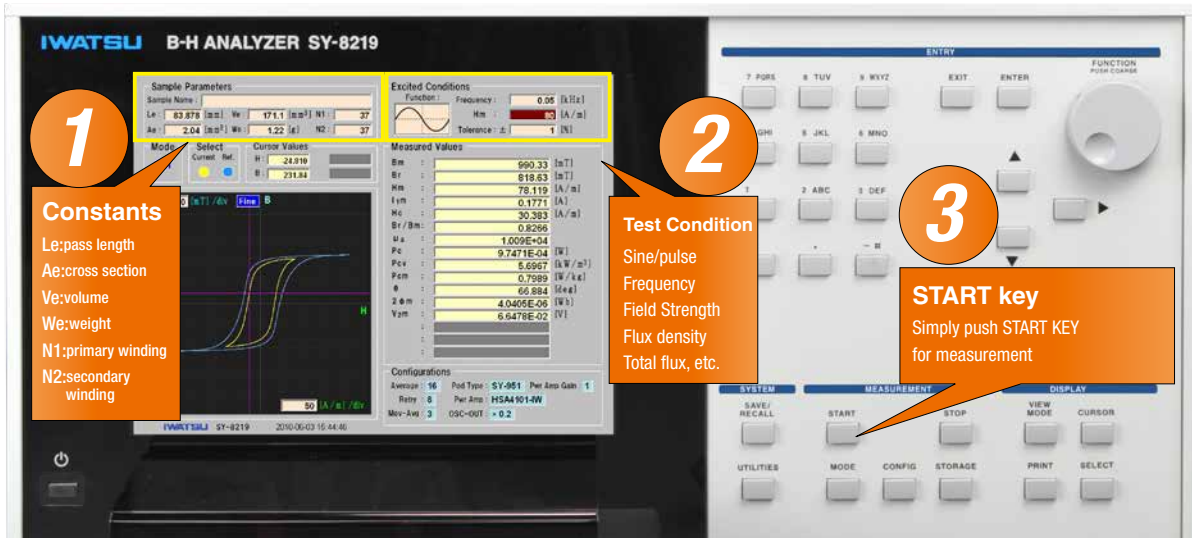 IWATSU B-H ANALYZER SY-8219
Sample Parameters
Sample Name :
Le : 63.878 [mm] Ve : 171.1 [mm³] N1 : 37
Ae : 2.04 [mm²] We : 1.22 [g] N2 : 37
Excited Conditions
Function :
Frequency : 0.05 [kHz]
Hm : 80 [A/m]
Tolerance : ± 1 [%]
Mode
Select
Current Ref.
Cursor Values
H : -24.910
B : 231.84
Measured Values
Bm : 990.33 [mT]
Br : 818.63 [mT]
Hm : 78.119 [A/m]
I1m : 0.1771 [A]
Hc : 30.383 [A/m]
Br/Bm : 0.8266
μa : 1.009E+04
Pc : 9.7471E-04 [W]
Pcv : 5.6967 [kW/m³]
Pcm : 0.7989 [W/kg]
θ : 66.884 [deg]
2φm : 4.0405E-06 [Wb]
V2m : 6.6478E-02 [V]
0 [mT] /div Fine B
H
50 [A/m] /div
Configurations
Average : 16 Pod Type : SY-951 Pwr Amp Gain 1
Retry : 8 Pwr Amp : HSA4101-IW
Mov-Avg : 3 OSC-OUT : × 0.2
IWATSU SY-8219 2010-06-03 15:44:46
1
Constants
Le:pass length
Ae:cross section
Ve:volume
We:weight
N1:primary winding
N2:secondary
winding
2
Test Condition
Sine/pulse
Frequency
Field Strength
Flux density
Total flux, etc.
3
START key
Simply push START KEY
for measurement
ENTRY
7 PQRS 8 TUV 9 WXYZ EXIT ENTER
FUNCTION
PUSH COARSE
GHI 5 JKL 6 MNO
1 2 ABC 3 DEF
. –
SYSTEM MEASUREMENT DISPLAY
SAVE/
RECALL
START STOP
VIEW
MODE
CURSOR
UTILITIES MODE CONFIG STORAGE PRINT SELECT